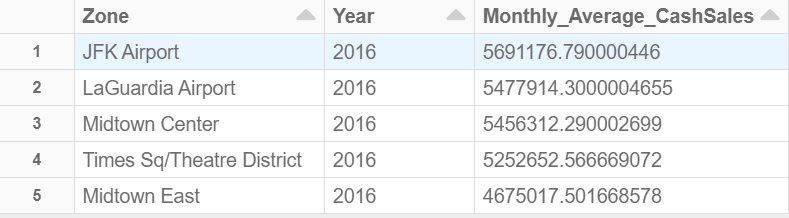 Zone Year Monthly_Average_CashSales
1 JFK Airport 2016 5691176.790000446
2 LaGuardia Airport 2016 5477914.3000004655
3 Midtown Center 2016 5456312.290002699
4 Times Sq/Theatre District 2016 5252652.566669072
5 Midtown East 2016 4675017.501668578